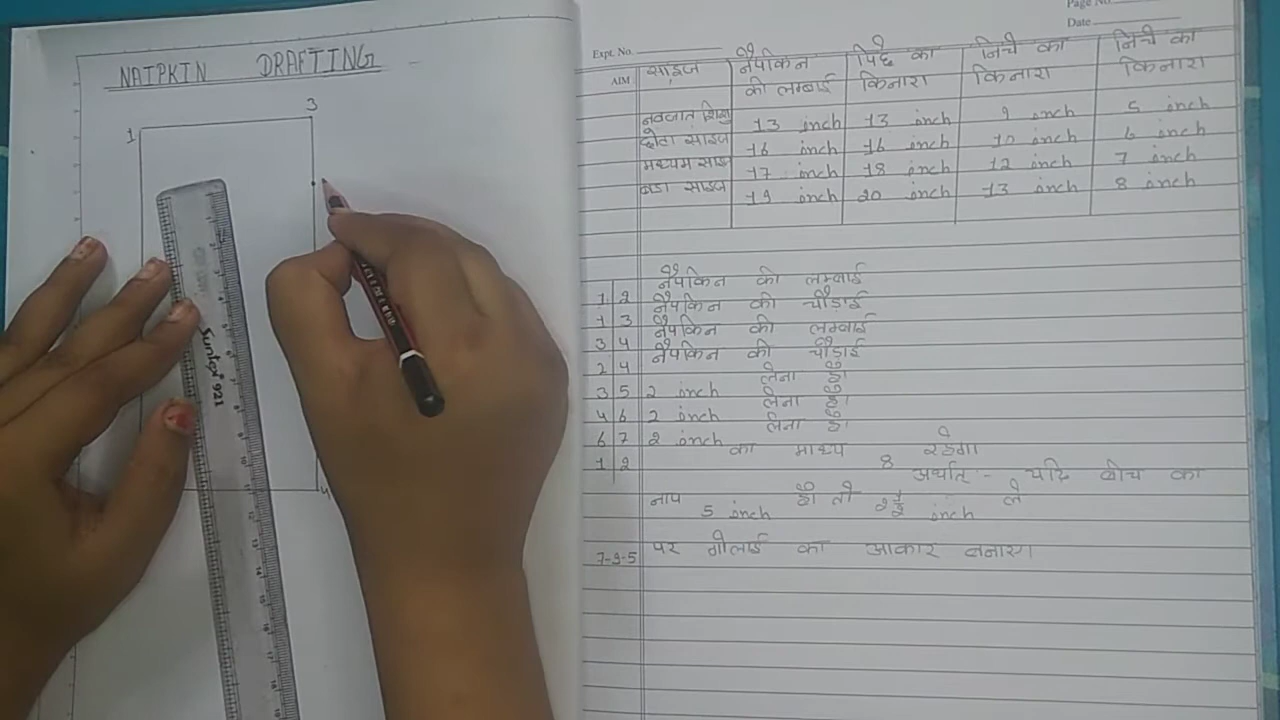 NAIPKIN DRAFTING
1 3
4
Suntex 921
Page No.
Date
Expt. No.
AIM
साइज नैपकिन की लम्बाई पिछे का किनारा निचे का किनारा निचे का किनारा
नवजात शिशु 13 inch 13 inch 9 inch 5 inch
छोटा साइज 16 inch 16 inch 10 inch 6 inch
मध्यम साइज 17 inch 18 inch 12 inch 7 inch
बडा साइज 19 inch 20 inch 13 inch 8 inch
1 2 नैपकिन की लम्बाई
1 3 नैपकिन की चौड़ाई
3 4 नैपकिन की लम्बाई
2 4 नैपकिन की चौड़ाई
3 5 2 inch लेना है।
4 6 2 inch लेना है।
6 7 2 inch लेना है।
1 2 का माध्य 8 रहेगा
अर्थात् - यदि बीच का
नाप 5 inch हो तो inch ले
7-9-5 पर गोलाई का आकार बनाए।